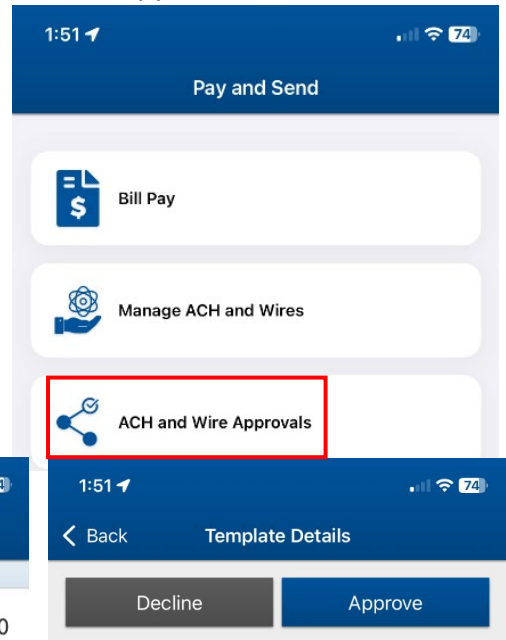 1:51
74
Pay and Send
$
Bill Pay
Manage ACH and Wires
ACH and Wire Approvals
0
1:51
74
Back
Template Details
Decline
Approve